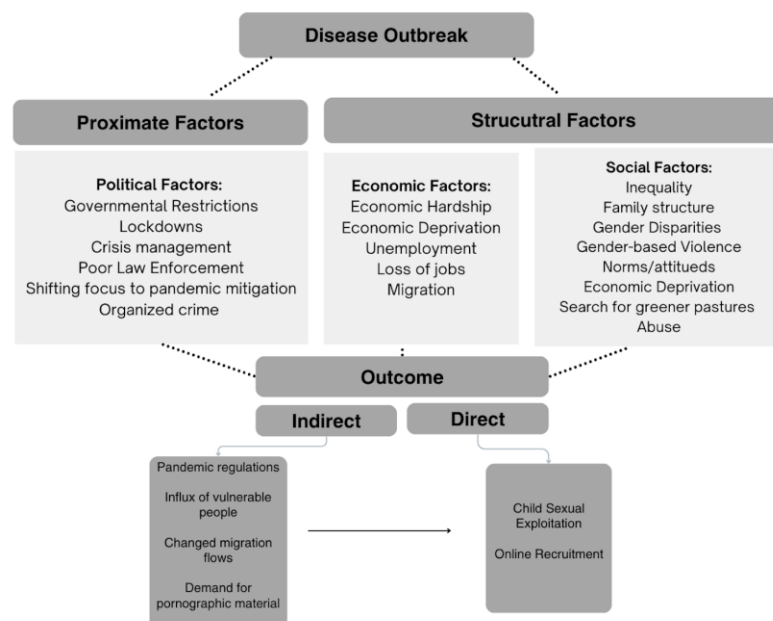 Disease Outbreak
Proximate Factors
Strucutral Factors
Political Factors:
Governmental Restrictions
Lockdowns
Crisis management
Poor Law Enforcement
Shifting focus to pandemic mitigation
Organized crime
Economic Factors:
Economic Hardship
Economic Deprivation
Unemployment
Loss of jobs
Migration
Social Factors:
Inequality
Family structure
Gender Disparities
Gender-based Violence
Norms/attitueds
Economic Deprivation
Search for greener pastures
Abuse
Outcome
Indirect
Direct
Pandemic regulations
Influx of vulnerable
people
Changed migration
flows
Demand for
pornographic material
Child Sexual
Exploitation
Online Recruitment